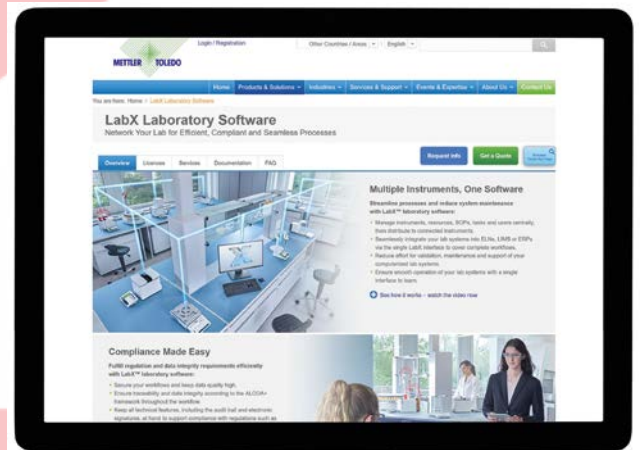 Login / Registration
Other Countries / Areas
English
METTLER TOLEDO
Home Products & Solutions Industries Services & Support Events & Expertise About Us Contact Us
You are here: Home / LabX Laboratory Software
LabX Laboratory Software
Network Your Lab for Efficient, Compliant and Seamless Processes
Overview Licences Services Documentation FAQ
Request Info
Get a Quote
Multiple Instruments, One Software
Streamline processes and reduce system maintenance
with LabX™ laboratory software:
• Manage instruments, resources, SOPs, tasks and users centrally,
then distribute to connected instruments.
• Seamlessly integrate your lab systems into ELNs, LIMS or ERPs
via the single LabX interface to cover complete workflows.
• Reduce effort for validation, maintenance and support of your
computerized lab systems.
• Ensure smooth operation of your lab systems with a single
interface to learn.
See how it works – watch the video now
Compliance Made Easy
Fulfill regulation and data integrity requirements efficiently
with LabX™ laboratory software:
• Secure your workflows and keep data quality high.
• Ensure traceability and data integrity according to the ALCOA+
framework throughout the workflow.
• Keep all technical features, including the audit trail and electronic
signatures, at hand to support compliance with regulations such as